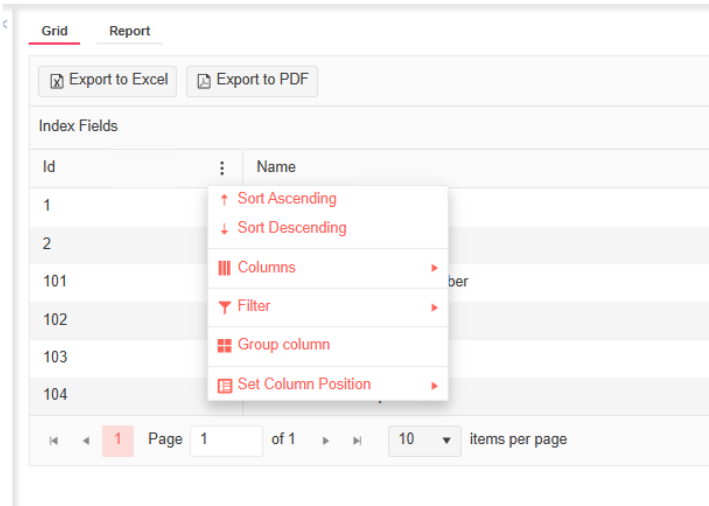 Grid Report
Export to Excel Export to PDF
Index Fields
Id Name
1
Sort Ascending
Sort Descending
2
Columns
101
Filter
102
Group column
103
Set Column Position
104
1 Page 1 of 1 10 items per page